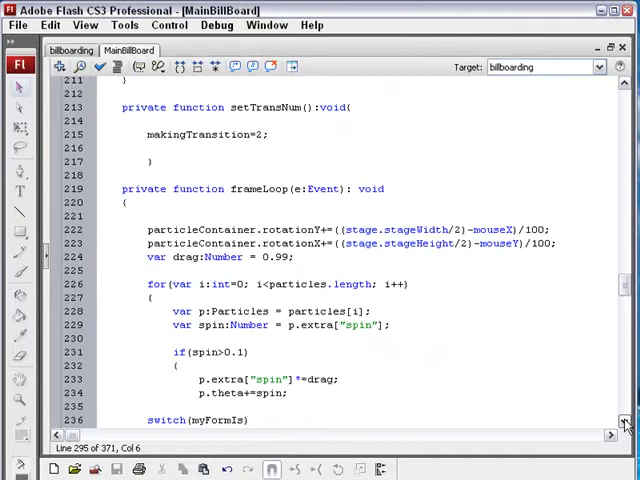 Adobe Flash CS3 Professional - [MainBillBoard]
File Edit View Tools Control Debug Window Help
Fl
billboarding MainBillBoard
Target: billboarding
211 }
212
213 private function setTransNum():void{
214
215 makingTransition=2;
216
217 }
218
219 private function frameLoop(e:Event): void
220 {
221
222 particleContainer.rotationY+=((stage.stageWidth/2)-mouseX)/100;
223 particleContainer.rotationX+=((stage.stageHeight/2)-mouseY)/100;
224 var drag:Number = 0.99;
225
226 for(var i:int=0; i<particles.length; i++)
227 {
228 var p:Particles = particles[i];
229 var spin:Number = p.extra["spin"];
230
231 if(spin>0.1)
232 {
233 p.extra["spin"]*=drag;
234 p.theta+=spin;
235
236 switch(myFormIs)
Line 295 of 371, Col 6